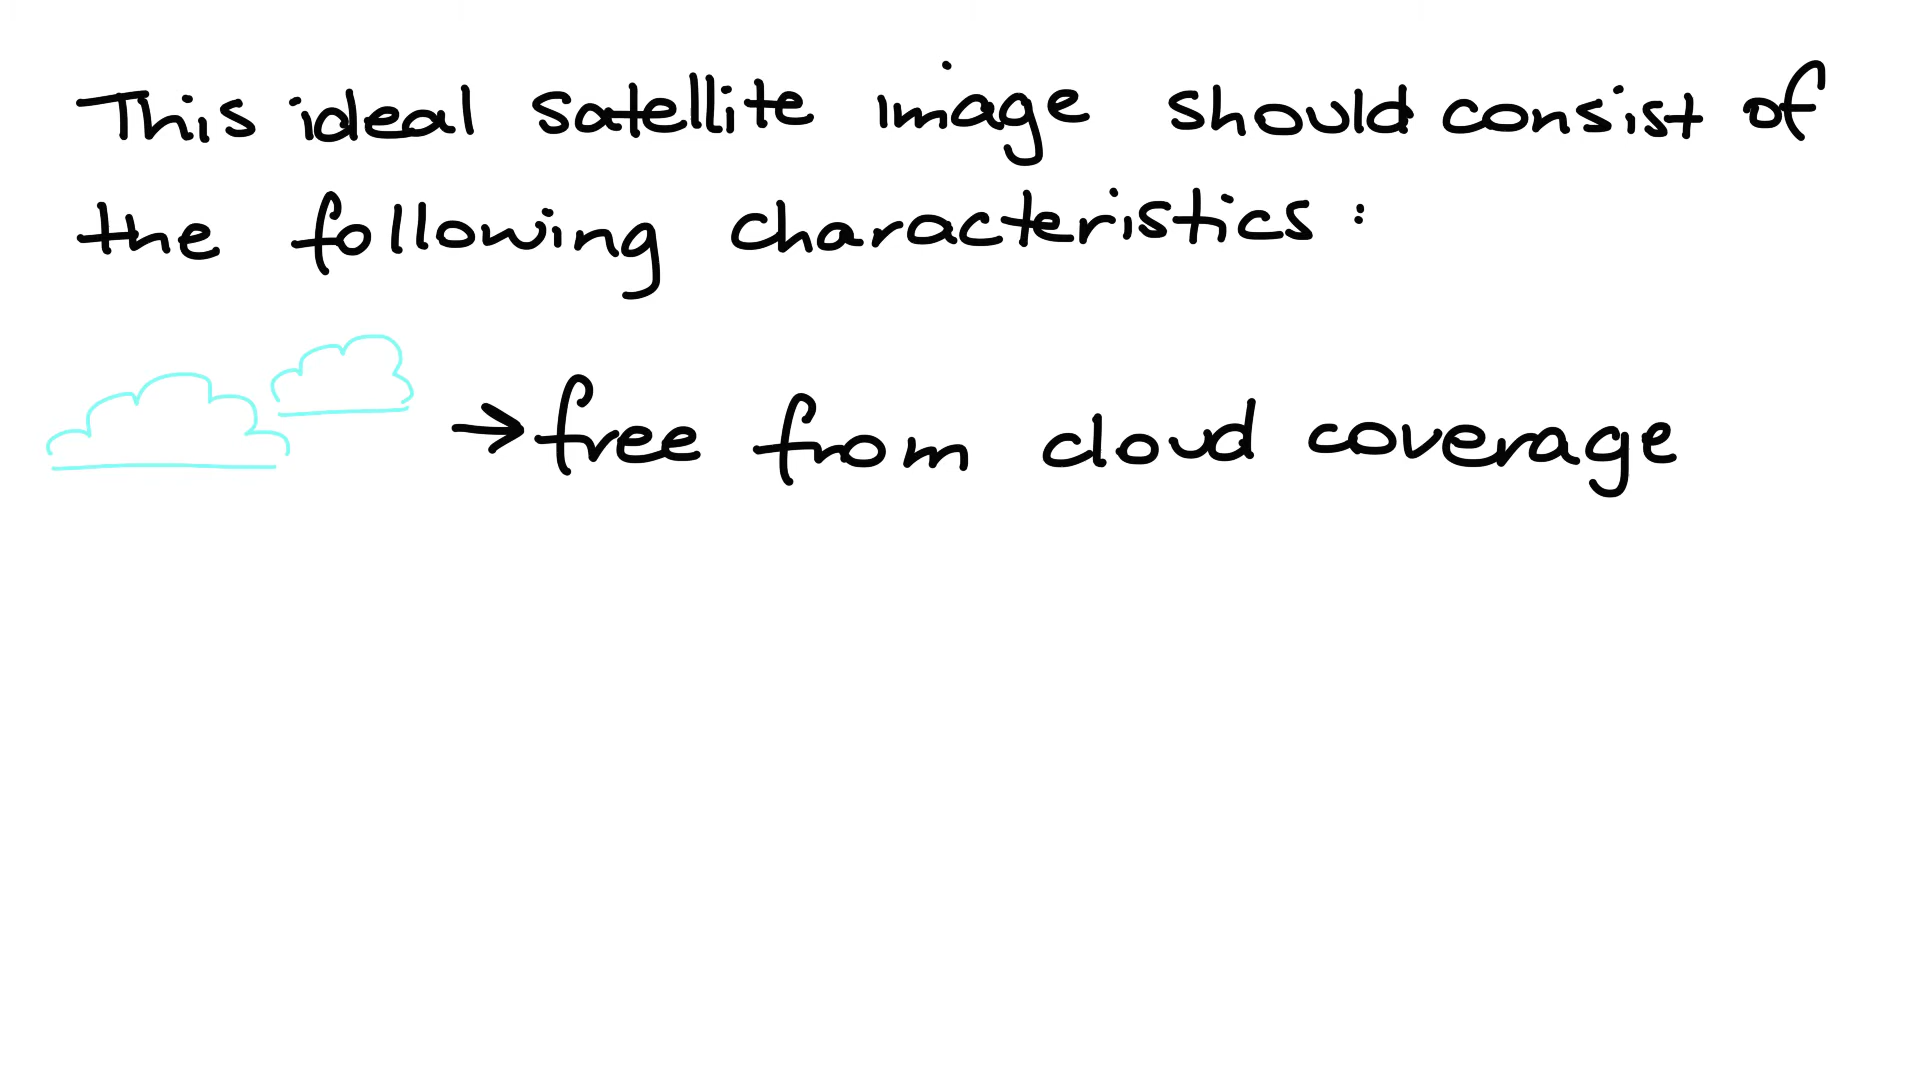 This ideal satellite image should consist of
the following characteristics:
→ free from cloud coverage